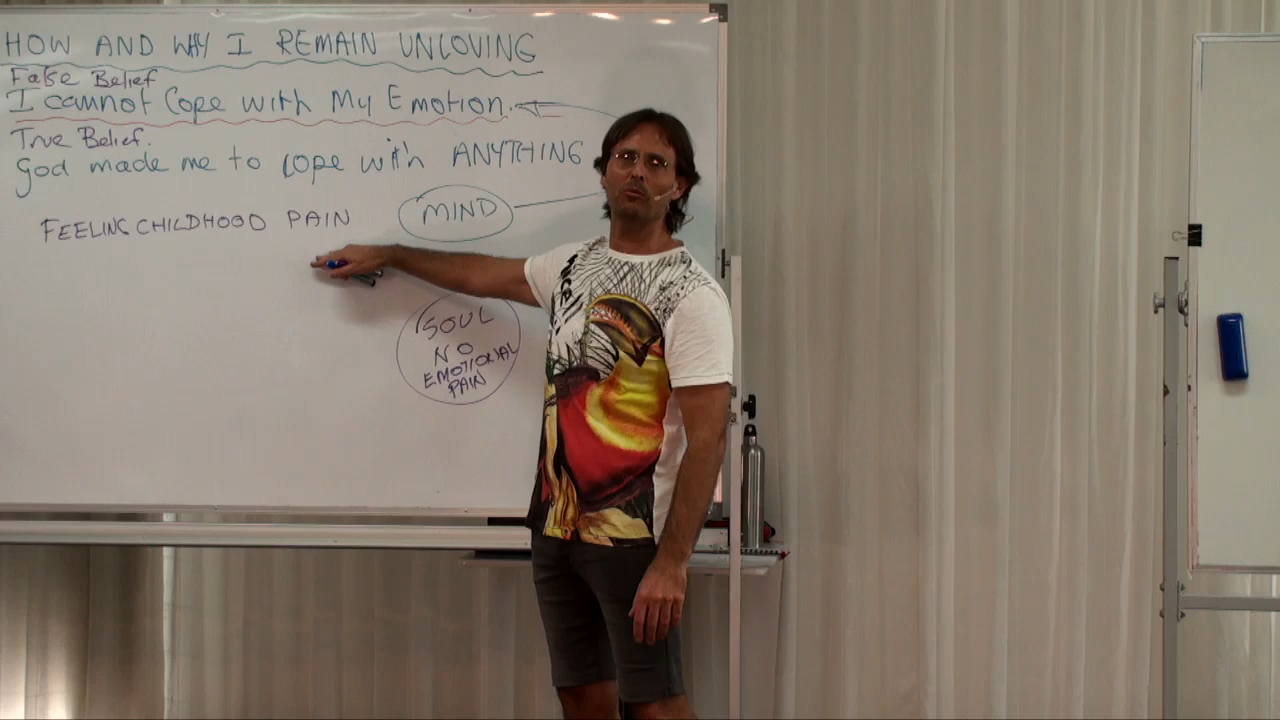 HOW AND WHY I REMAIN UNLOVING
False Belief
I cannot Cope with My Emotion.
True Belief.
God made me to cope with ANYTHING
FEELING CHILDHOOD PAIN
MIND
SOUL
NO
EMOTIONAL
PAIN